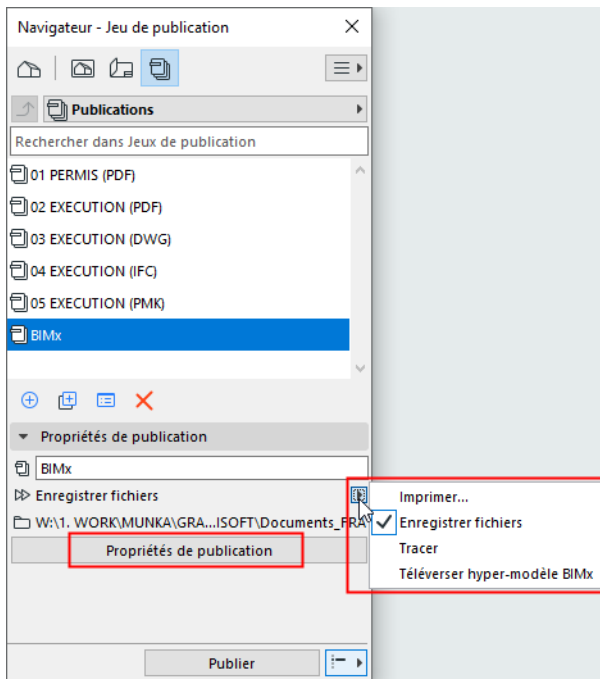 Navigateur - Jeu de publication
Publications
Rechercher dans Jeux de publication
01 PERMIS (PDF)
02 EXECUTION (PDF)
03 EXECUTION (DWG)
04 EXECUTION (IFC)
05 EXECUTION (PMK)
BIMx
Propriétés de publication
BIMx
Enregistrer fichiers
W:\1. WORK\MUNKA\GRA...ISOFT\Documents_FRA
Propriétés de publication
Imprimer...
Enregistrer fichiers
Tracer
Téléverser hyper-modèle BIMx
Publier